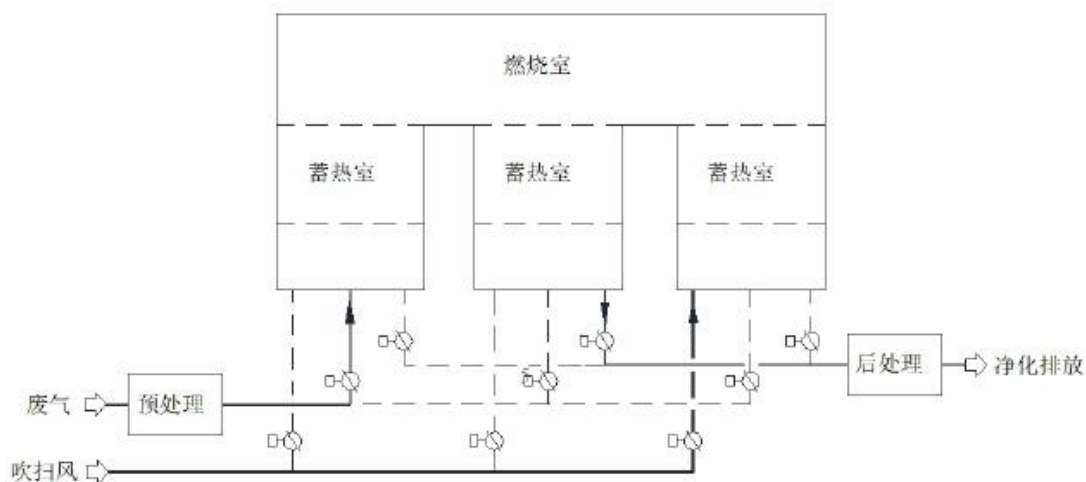 燃烧室
蓄热室 蓄热室 蓄热室
后处理 净化排放
废气 预处理
吹扫风